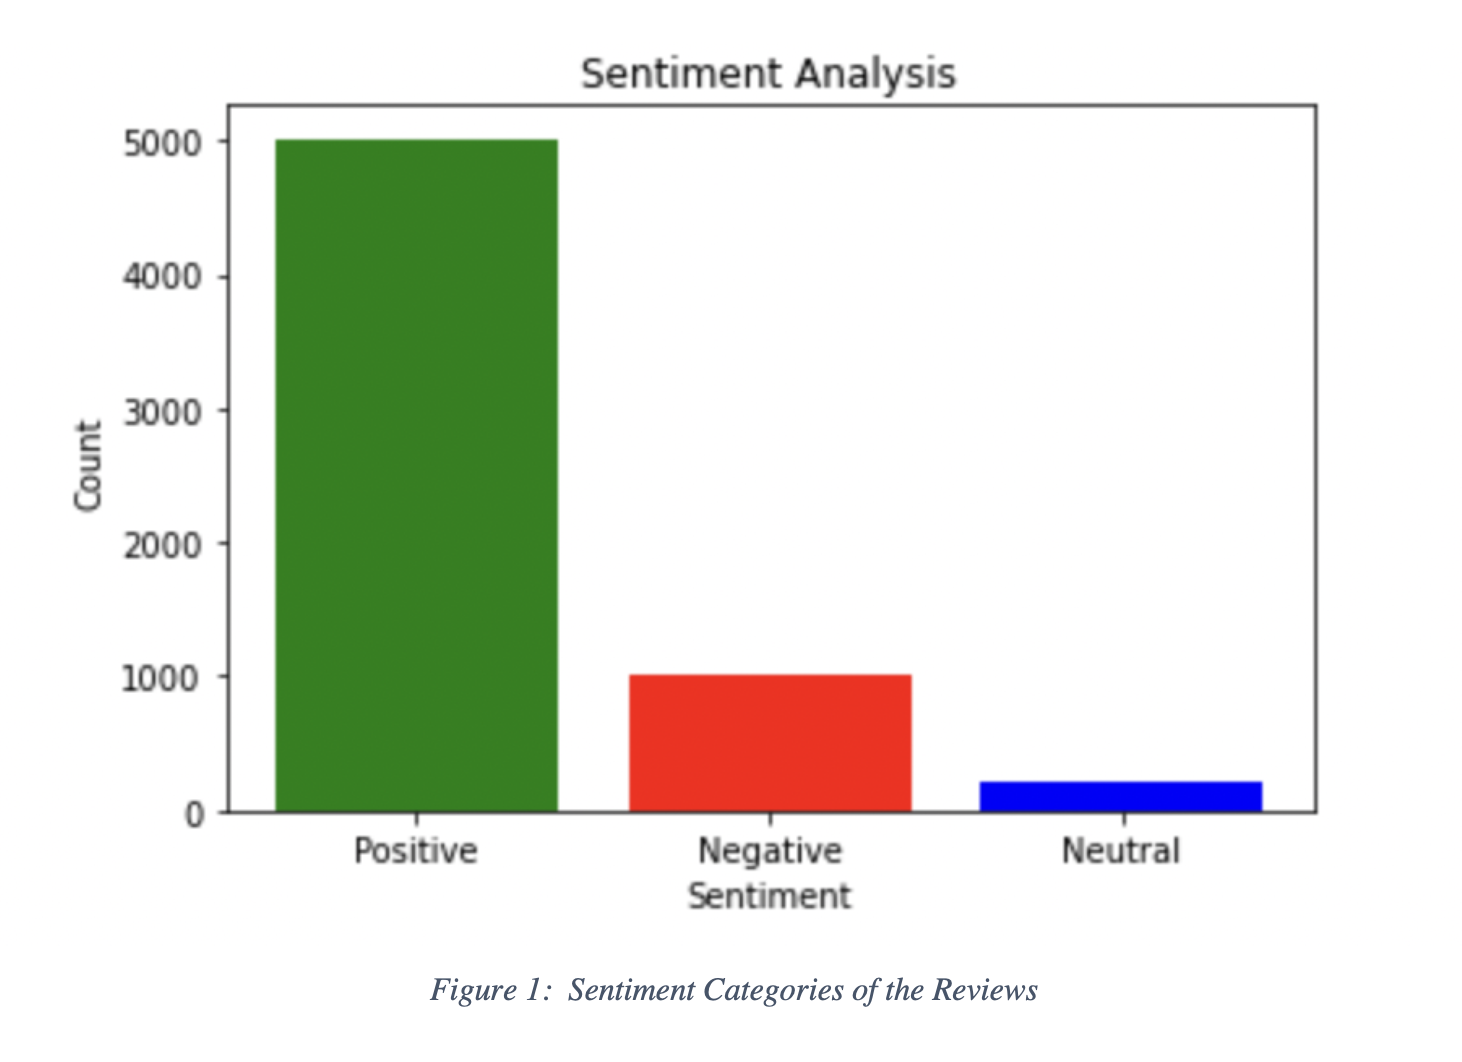 Sentiment Analysis
5000
4000
3000
2000
1000
0
Count
Positive Negative Neutral
Sentiment
Figure 1: Sentiment Categories of the Reviews